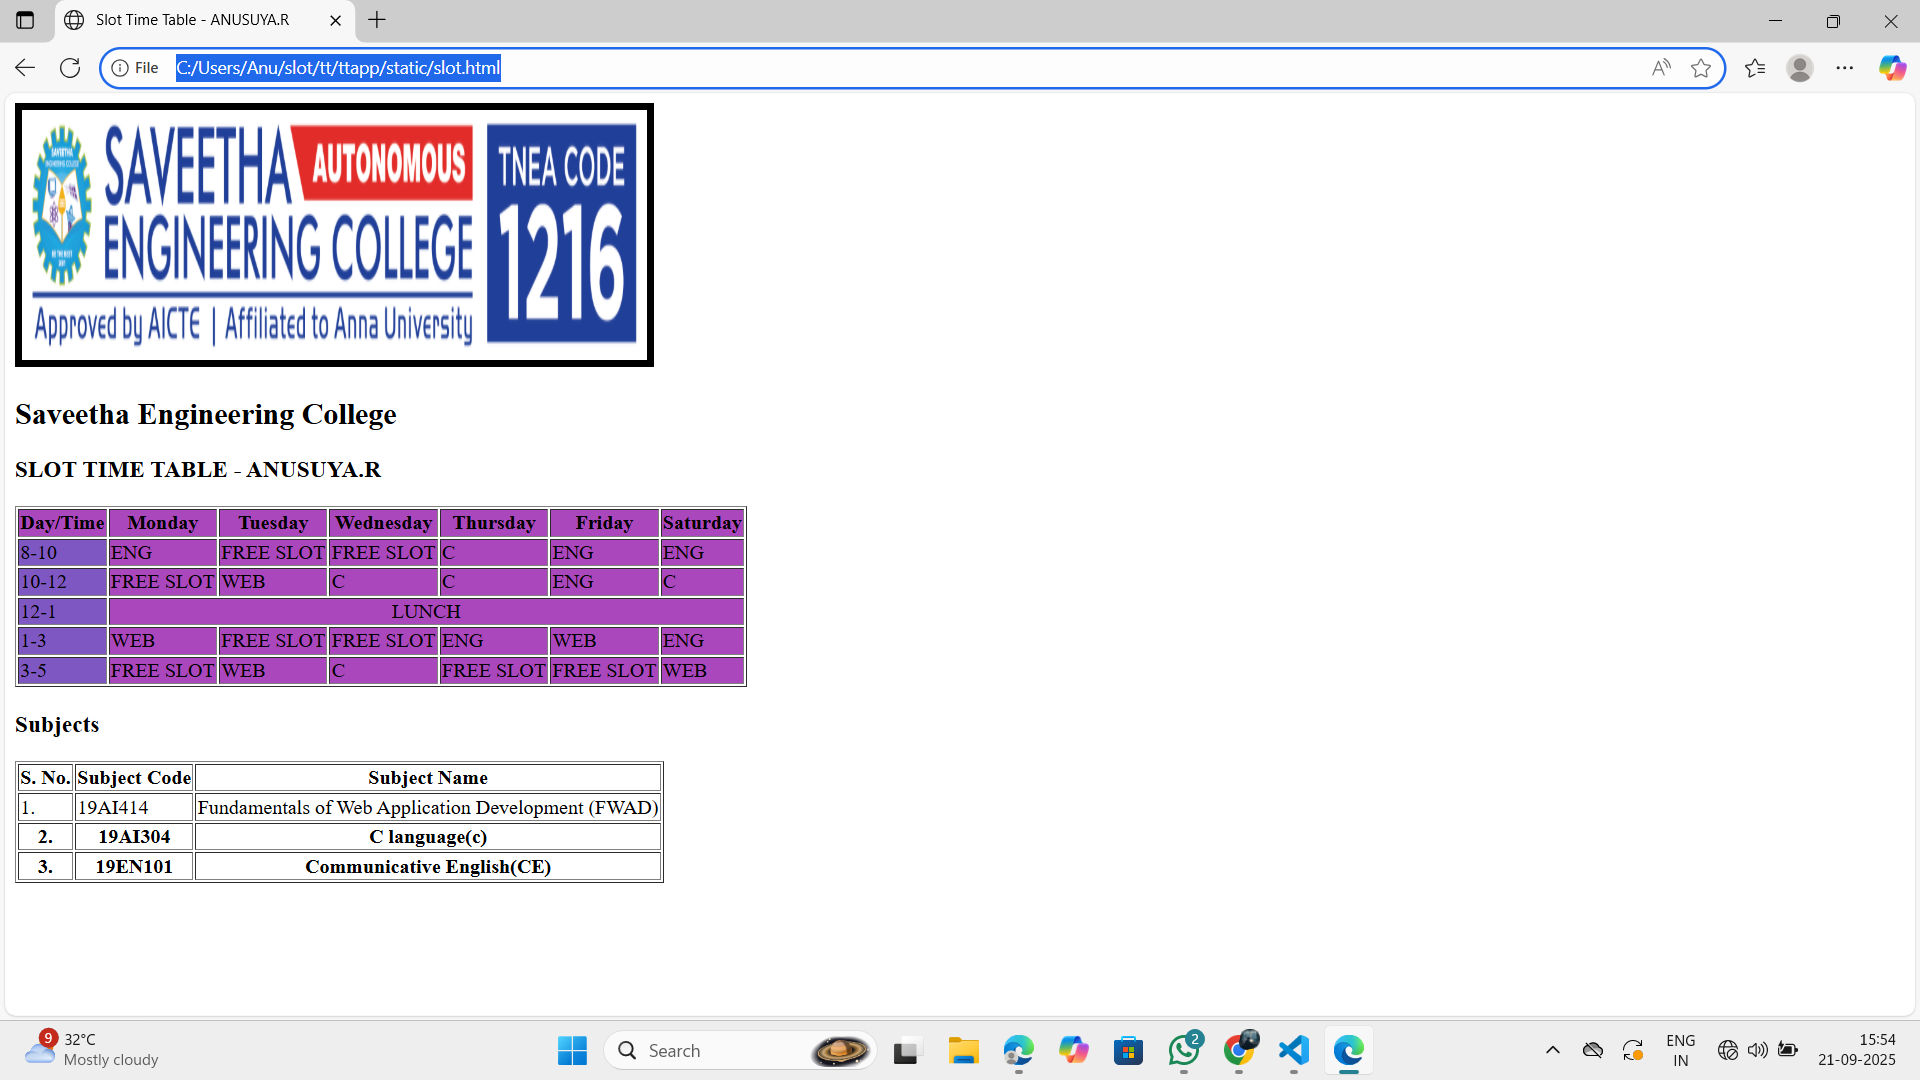 Slot Time Table - ANUSUYA.R
File C:/Users/Anu/slot/tt/ttapp/static/slot.html
SAVEETHA AUTONOMOUS
ENGINEERING COLLEGE
Approved by AICTE | Affiliated to Anna University
TNEA CODE
1216
Saveetha Engineering College
SLOT TIME TABLE - ANUSUYA.R
Day/Time Monday Tuesday Wednesday Thursday Friday Saturday
8-10 ENG FREE SLOT FREE SLOT C ENG ENG
10-12 FREE SLOT WEB C C ENG C
12-1 LUNCH
1-3 WEB FREE SLOT FREE SLOT ENG WEB ENG
3-5 FREE SLOT WEB C FREE SLOT FREE SLOT WEB
Subjects
S. No. Subject Code Subject Name
1. 19AI414 Fundamentals of Web Application Development (FWAD)
2. 19AI304 C language(c)
3. 19EN101 Communicative English(CE)
9
32°C
Mostly cloudy
Search
2
ENG
IN
15:54
21-09-2025